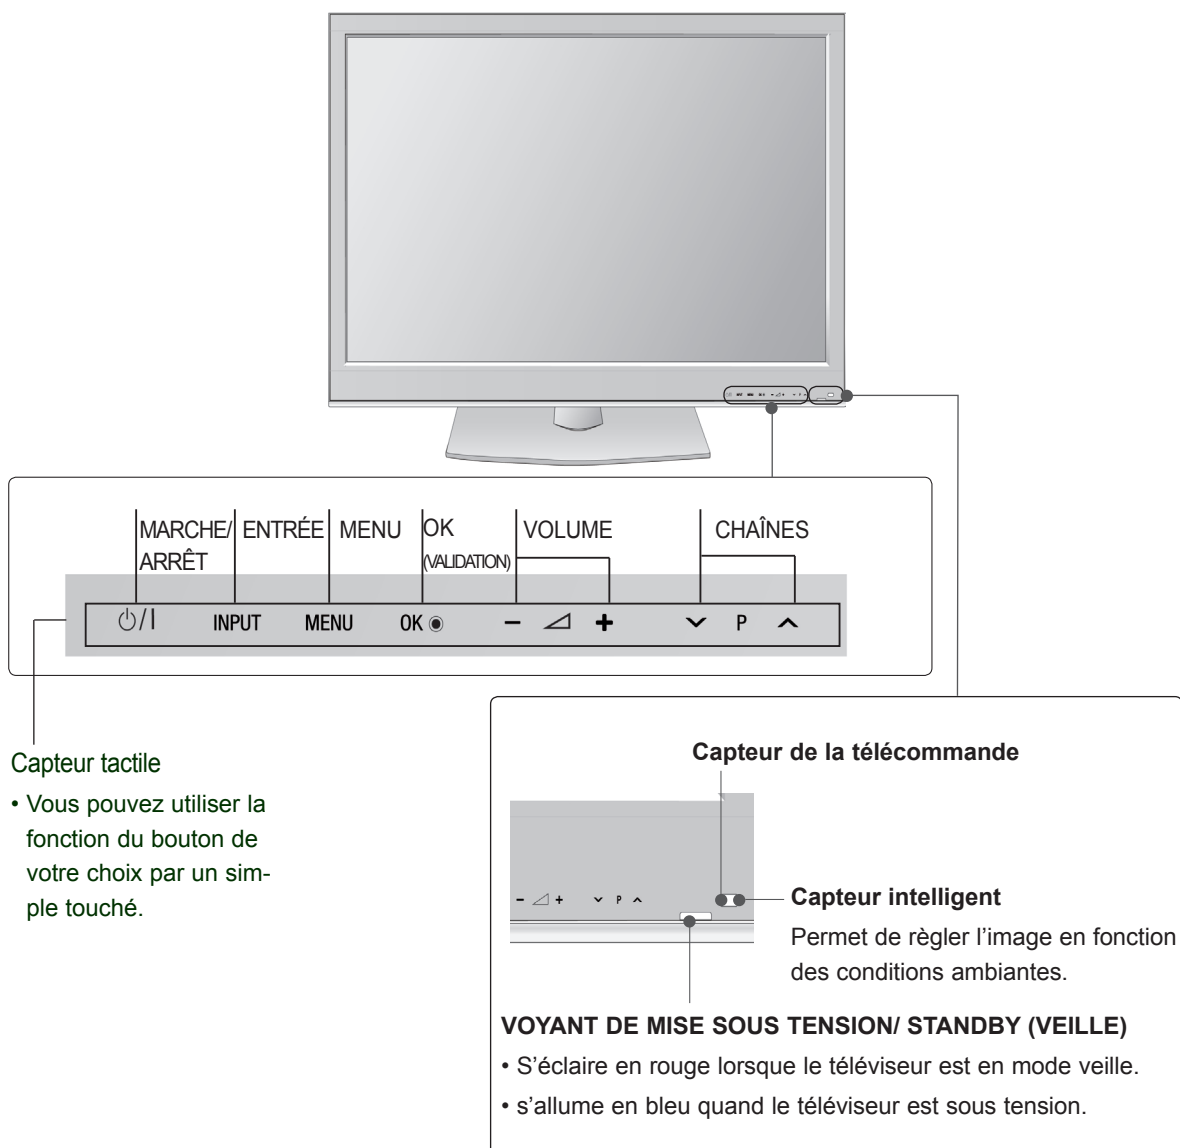 MARCHE/ ENTRÉE MENU OK VOLUME CHAÎNES
ARRÊT (VALIDATION)
⏻/I INPUT MENU OK ◉ - + ⌵ P ⌃
Capteur tactile
• Vous pouvez utiliser la
fonction du bouton de
votre choix par un sim-
ple touché.
Capteur de la télécommande
- + ⌵ P ⌃
Capteur intelligent
Permet de règler l’image en fonction
des conditions ambiantes.
VOYANT DE MISE SOUS TENSION/ STANDBY (VEILLE)
• S’éclaire en rouge lorsque le téléviseur est en mode veille.
• s’allume en bleu quand le téléviseur est sous tension.